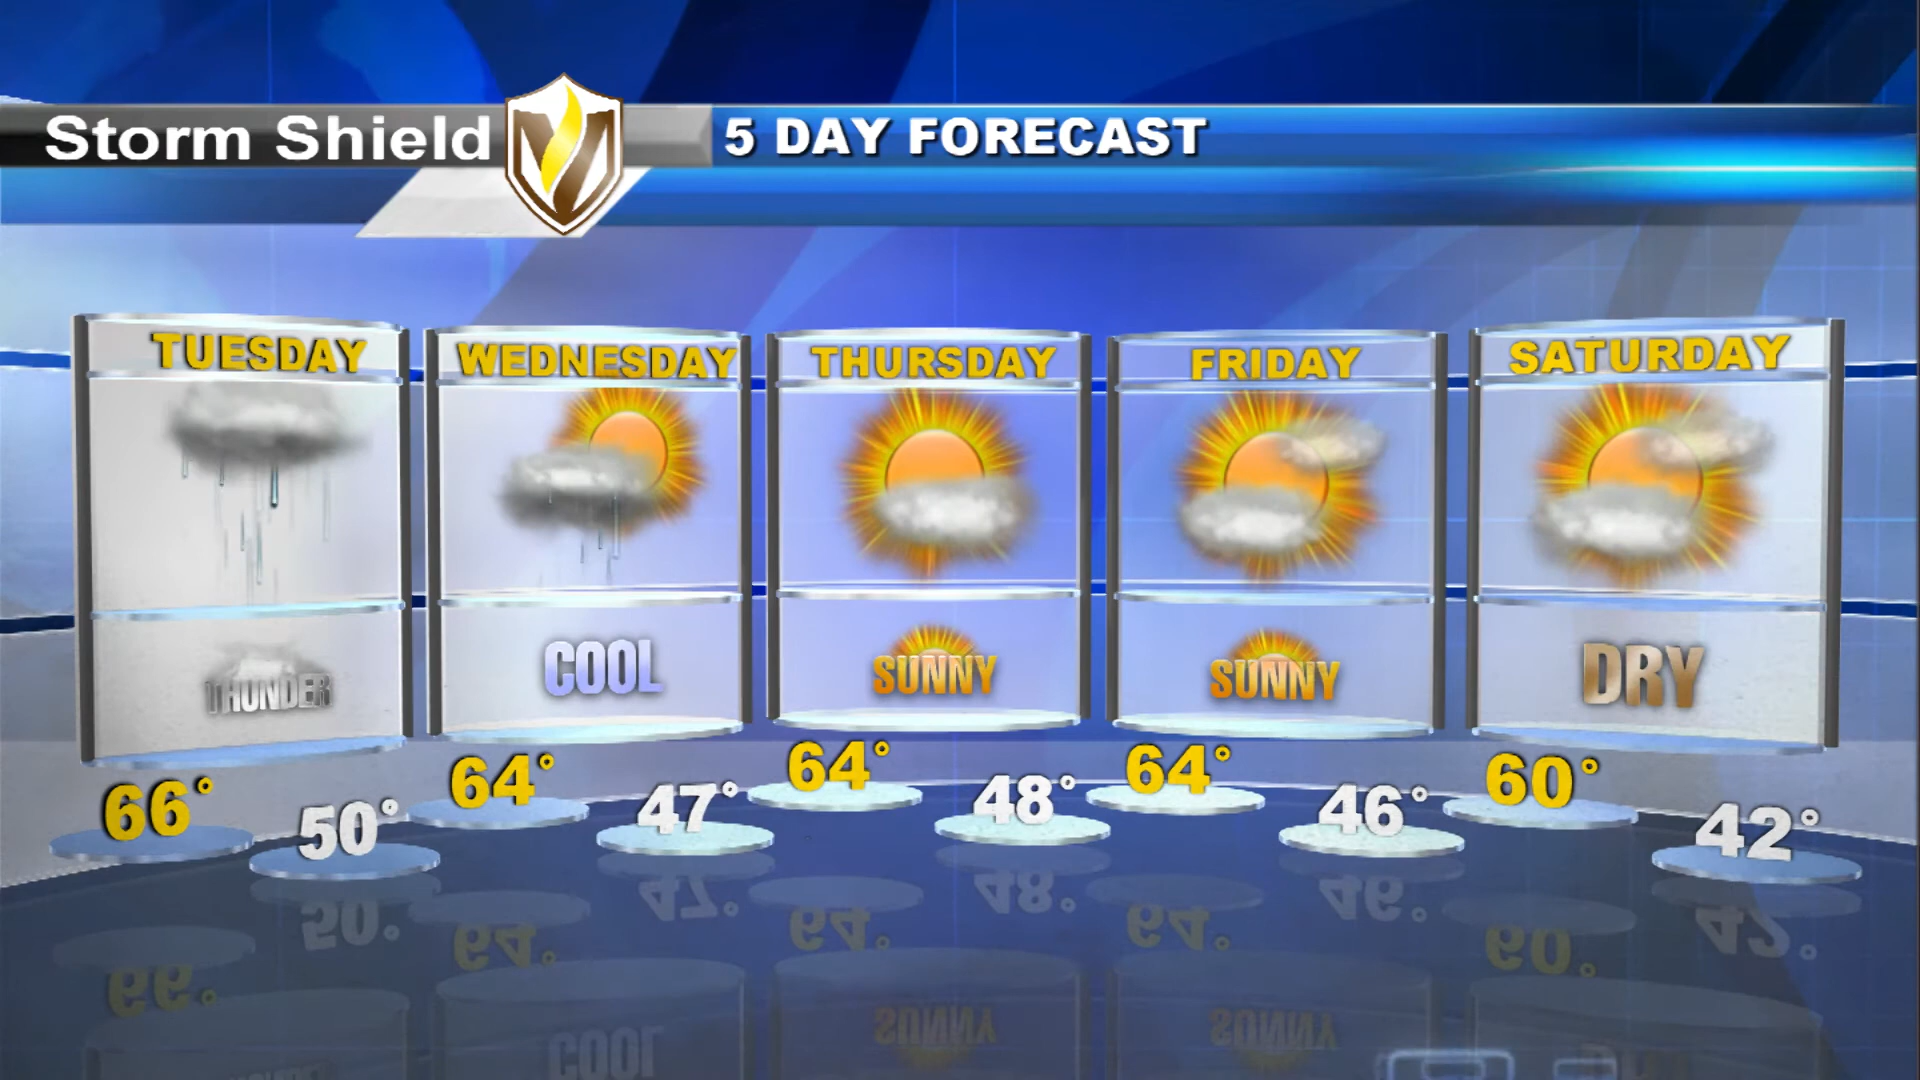 Storm Shield 5 DAY FORECAST
TUESDAY WEDNESDAY THURSDAY FRIDAY SATURDAY
THUNDER COOL SUNNY SUNNY DRY
66° 50° 64° 47° 64° 48° 64° 46° 60° 42°